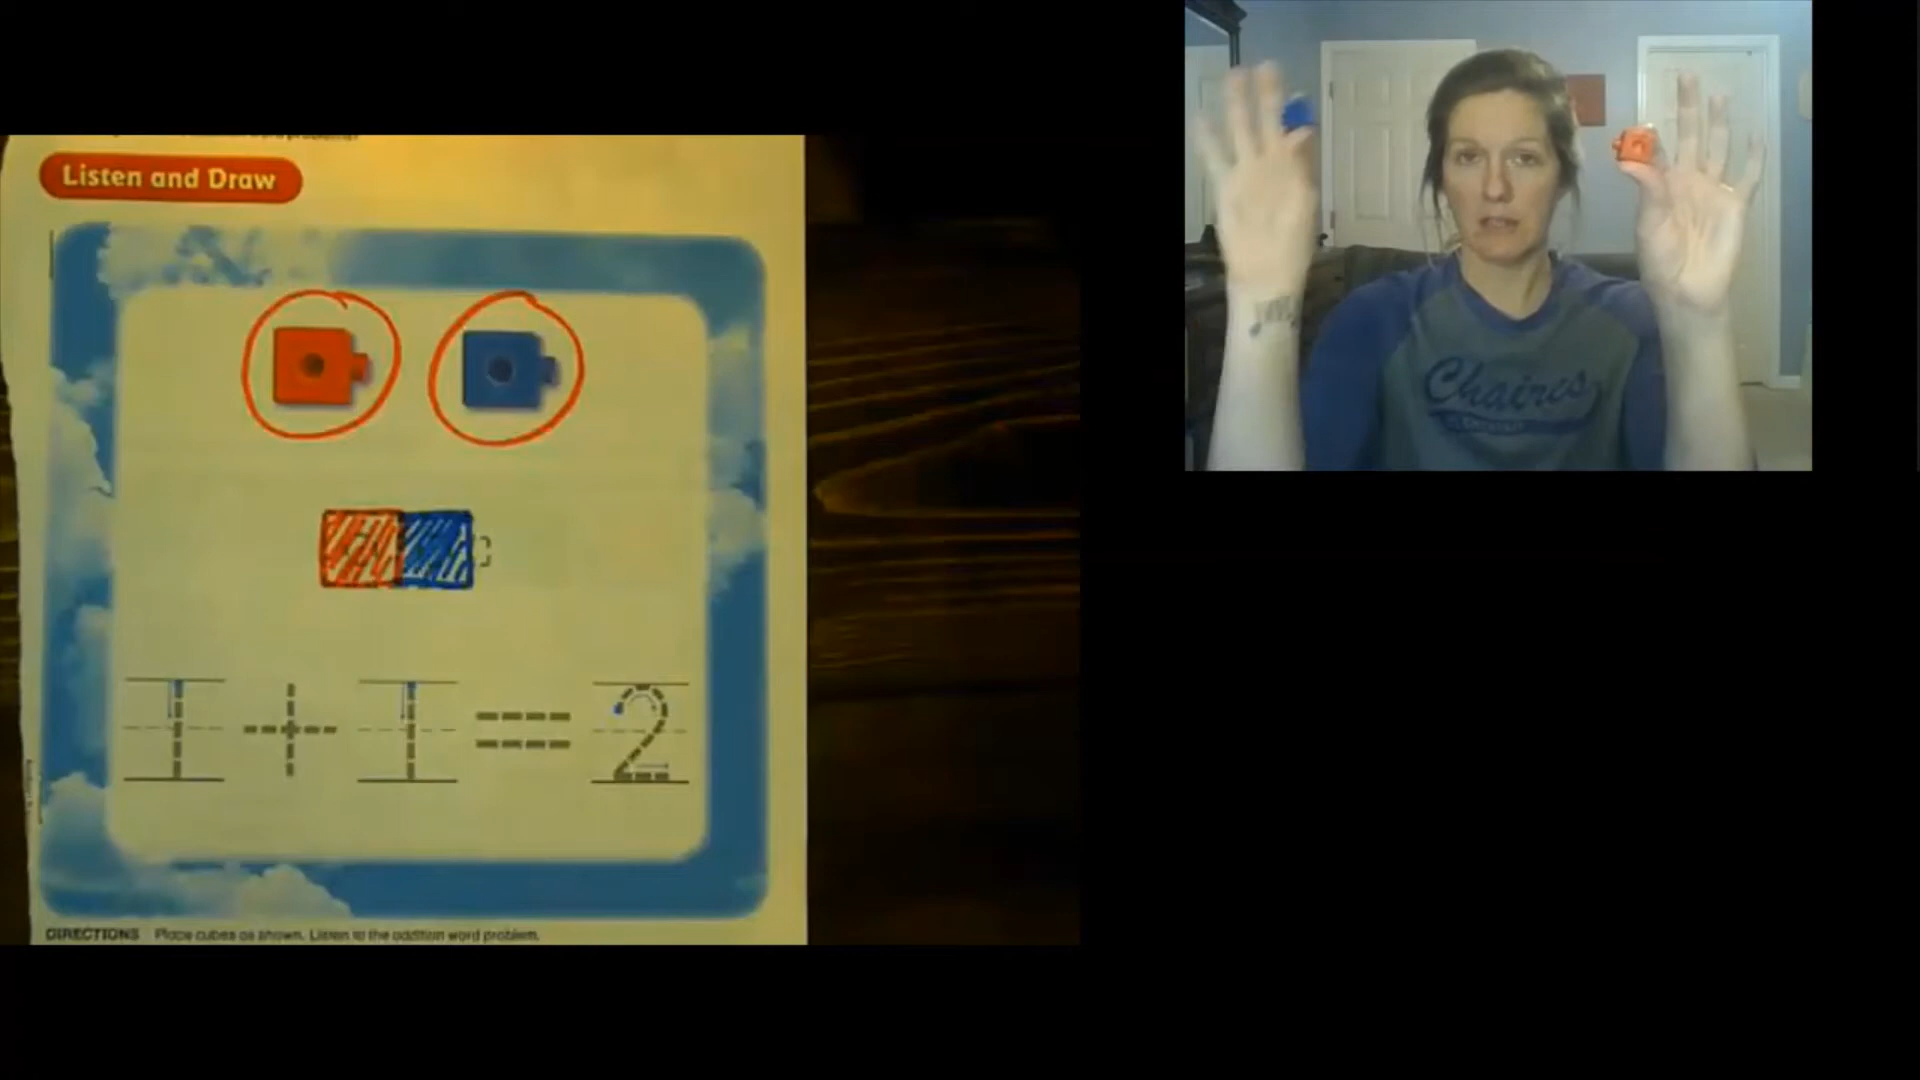 Listen and Draw
1 + 1 = 2
DIRECTIONS Place cubes as shown. Listen to the addition word problem.
Chaires